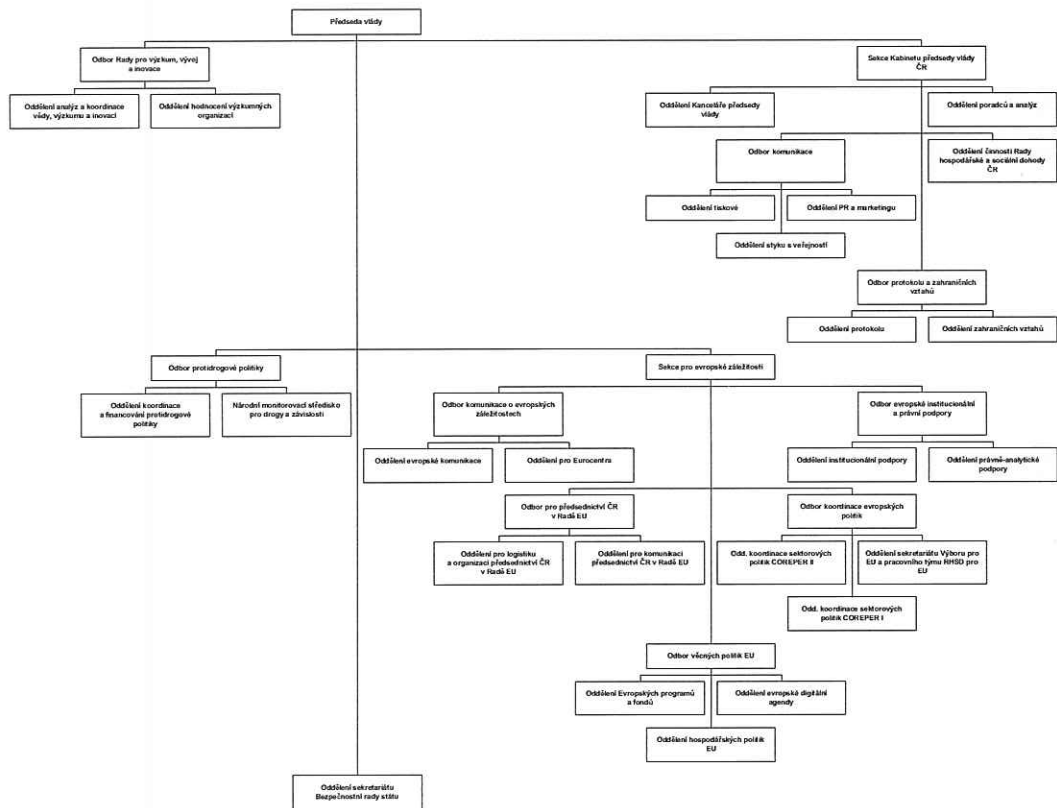 Předseda vlády
Odbor Rady pro výzkum, vývoj
a inovace
Sekce Kabinetu předsedy vlády
ČR
Oddělení analýz a koordinace
vědy, výzkumu a inovací
Oddělení hodnocení výzkumných
organizací
Oddělení Kanceláře předsedy
vlády
Oddělení poradců a analýz
Odbor komunikace
Oddělení činnosti Rady
hospodářské a sociální dohody
ČR
Oddělení tiskové
Oddělení PR a marketingu
Oddělení styku s veřejností
Odbor protokolu a zahraničních
vztahů
Oddělení protokolu
Oddělení zahraničních vztahů
Odbor protidrogové politiky
Sekce pro evropské záležitosti
Oddělení koordinace
a financování protidrogové
politiky
Národní monitorovací středisko
pro drogy a závislosti
Odbor komunikace o evropských
záležitostech
Odbor evropské institucionální
a právní podpory
Oddělení evropské komunikace
Oddělení pro Eurocentra
Oddělení institucionální podpory
Oddělení právně-analytické
podpory
Odbor pro předsednictví ČR
v Radě EU
Odbor koordinace evropských
politik
Oddělení pro logistiku
a organizaci předsednictví ČR
v Radě EU
Oddělení pro komunikaci
předsednictví ČR v Radě EU
Odd. koordinace sektorových
politik COREPER II
Oddělení sekretariátu Výboru pro
EU a pracovního týmu RHSD pro
EU
Odd. koordinace sektorových
politik COREPER I
Odbor věcných politik EU
Oddělení Evropských programů
a fondů
Oddělení evropské digitální
agendy
Oddělení hospodářských politik
EU
Oddělení sekretariátu
Bezpečnostní rady státu